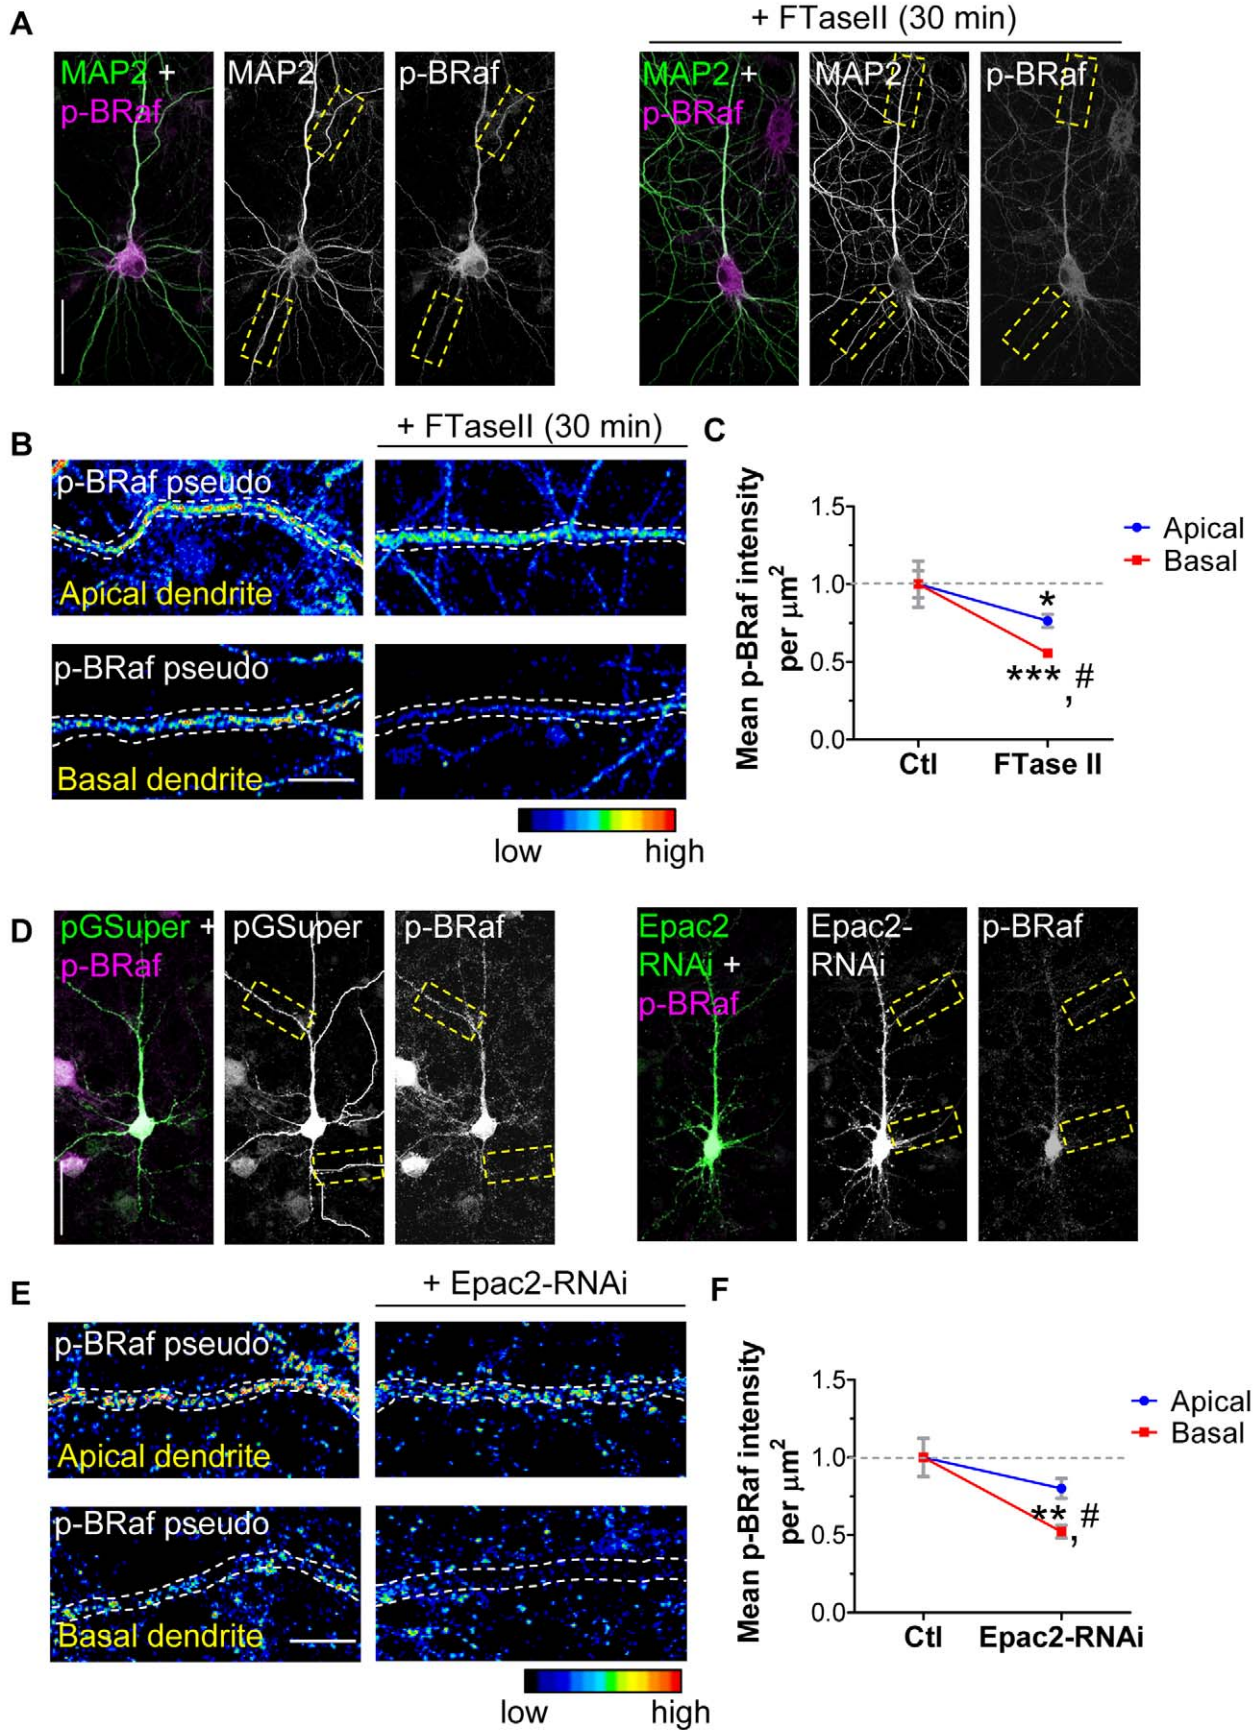 A
+ FTaseII (30 min)
MAP2 +
p-BRaf
MAP2
p-BRaf
MAP2 +
p-BRaf
MAP2
p-BRaf
B
+ FTaseII (30 min)
p-BRaf pseudo
Apical dendrite
p-BRaf pseudo
Basal dendrite
low
high
C
Mean p-BRaf intensity
per μm²
1.5
1.0
0.5
0.0
*
***,#
Ctl
FTase II
Apical
Basal
D
pGSuper +
p-BRaf
pGSuper
p-BRaf
Epac2
RNAi +
p-BRaf
Epac2-
RNAi
p-BRaf
E
+ Epac2-RNAi
p-BRaf pseudo
Apical dendrite
p-BRaf pseudo
Basal dendrite
low
high
F
Mean p-BRaf intensity
per μm²
1.5
1.0
0.5
0.0
**,#
Ctl
Epac2-RNAi
Apical
Basal